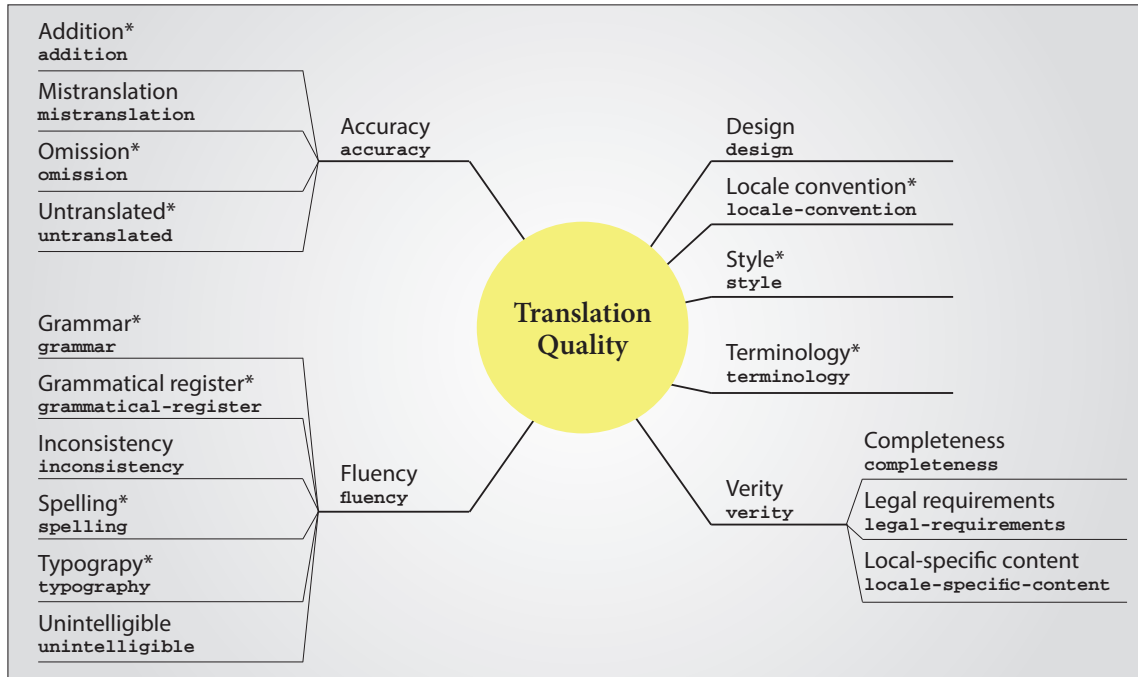 Addition*
addition
Mistranslation
mistranslation
Omission*
omission
Untranslated*
untranslated
Accuracy
accuracy
Grammar*
grammar
Grammatical register*
grammatical-register
Inconsistency
inconsistency
Spelling*
spelling
Typograpy*
typography
Unintelligible
unintelligible
Fluency
fluency
Translation
Quality
Design
design
Locale convention*
locale-convention
Style*
style
Terminology*
terminology
Verity
verity
Completeness
completeness
Legal requirements
legal-requirements
Local-specific content
locale-specific-content